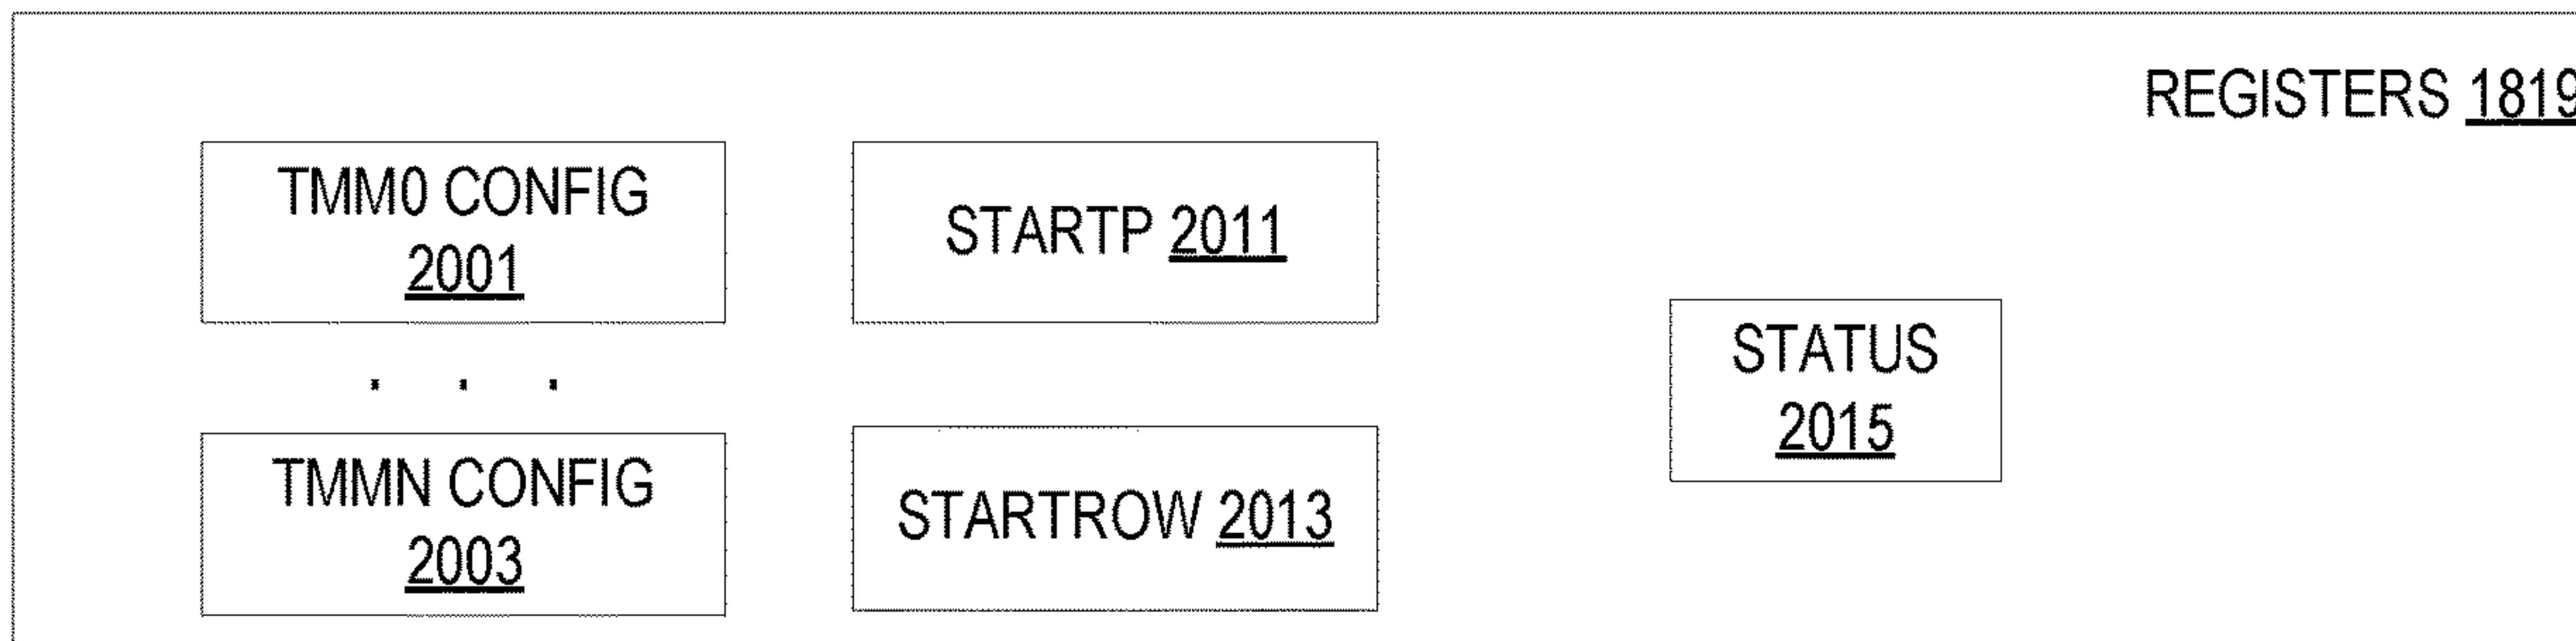 REGISTERS 1819
TMM0 CONFIG
2001
STARTP 2011
STATUS
2015
. . .
TMMN CONFIG
2003
STARTROW 2013